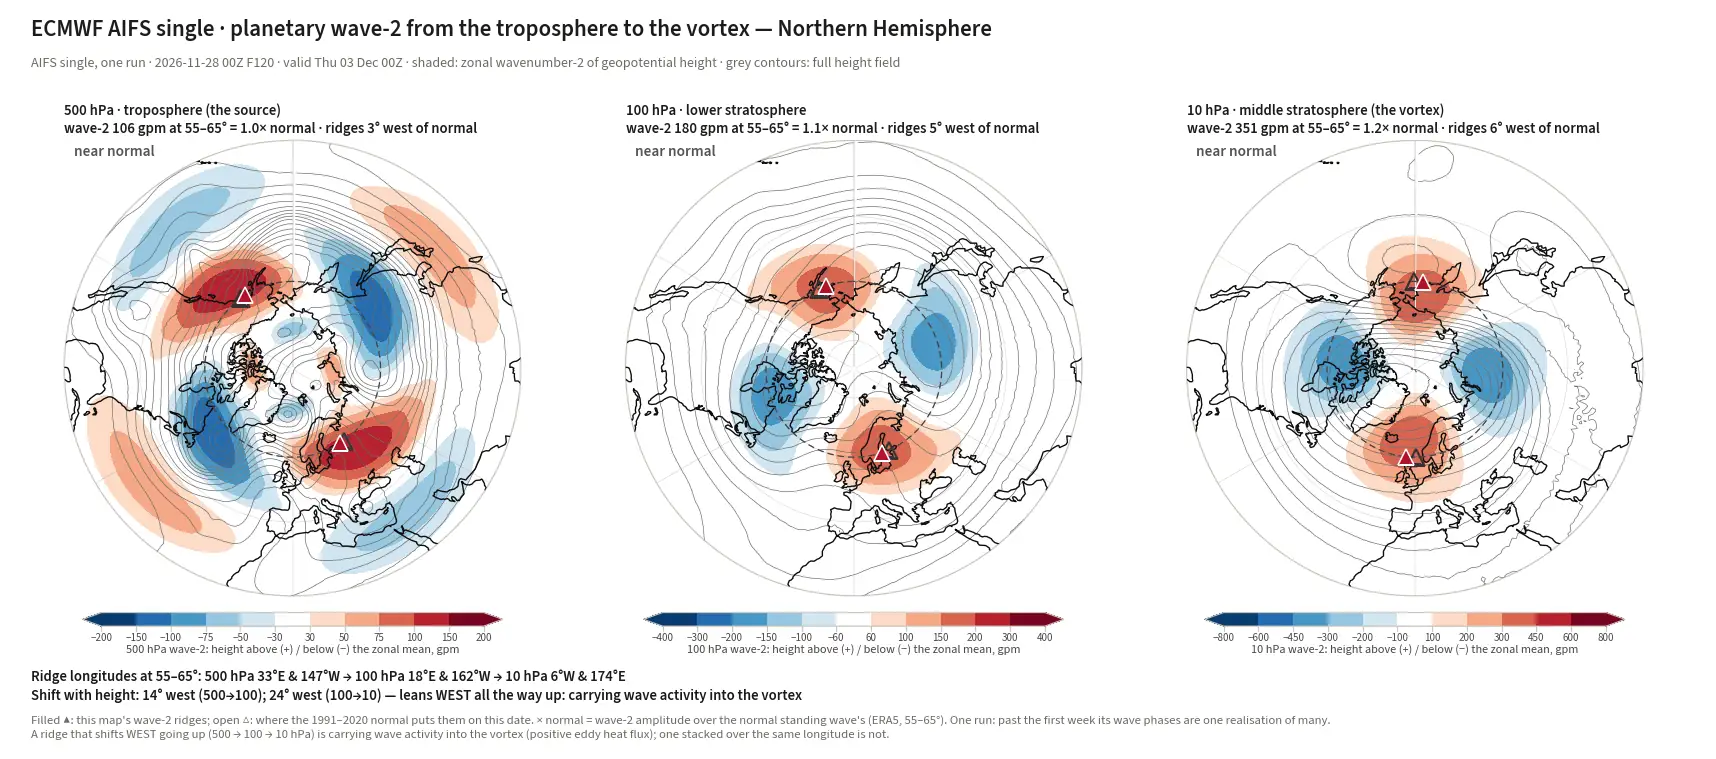 ECMWF AIFS single · planetary wave-2 from the troposphere to the vortex — Northern Hemisphere
AIFS single, one run · 2026-11-28 00Z F120 · valid Thu 03 Dec 00Z · shaded: zonal wavenumber-2 of geopotential height · grey contours: full height field
500 hPa · troposphere (the source)
wave-2 106 gpm at 55–65° = 1.0× normal · ridges 3° west of normal
near normal
100 hPa · lower stratosphere
wave-2 180 gpm at 55–65° = 1.1× normal · ridges 5° west of normal
near normal
10 hPa · middle stratosphere (the vortex)
wave-2 351 gpm at 55–65° = 1.2× normal · ridges 6° west of normal
near normal
−200 −150 −100 −75 −50 −30 30 50 75 100 150 200
500 hPa wave-2: height above (+) / below (−) the zonal mean, gpm
−400 −300 −200 −150 −100 −60 60 100 150 200 300 400
100 hPa wave-2: height above (+) / below (−) the zonal mean, gpm
−800 −600 −450 −300 −200 −100 100 200 300 450 600 800
10 hPa wave-2: height above (+) / below (−) the zonal mean, gpm
Ridge longitudes at 55–65°: 500 hPa 33°E & 147°W → 100 hPa 18°E & 162°W → 10 hPa 6°W & 174°E
Shift with height: 14° west (500→100); 24° west (100→10) — leans WEST all the way up: carrying wave activity into the vortex
Filled ▲: this map's wave-2 ridges; open △: where the 1991–2020 normal puts them on this date. × normal = wave-2 amplitude over the normal standing wave's (ERA5, 55–65°). One run: past the first week its wave phases are one realisation of many.
A ridge that shifts WEST going up (500 → 100 → 10 hPa) is carrying wave activity into the vortex (positive eddy heat flux); one stacked over the same longitude is not.